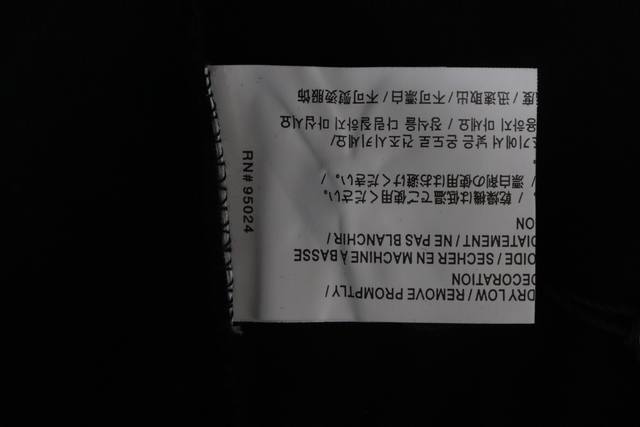 DRY LOW / REMOVE PROMPTLY/
DECORATION
OIDE / SECHER EN MACHINE À BASSE
DIATEMENT / NE PAS BLANCHIR/
ON
/ 乾燥機は低温でご使用ください。
/ 漂白剤の使用はお避けください。 /
。
조기에서 낮은 온도로 건조시키세요/
용하지 마세요 / 장식을 다림질하지 마십시오
度 / 迅速取出 / 不可漂白 / 不可熨烫服饰
RN# 95024